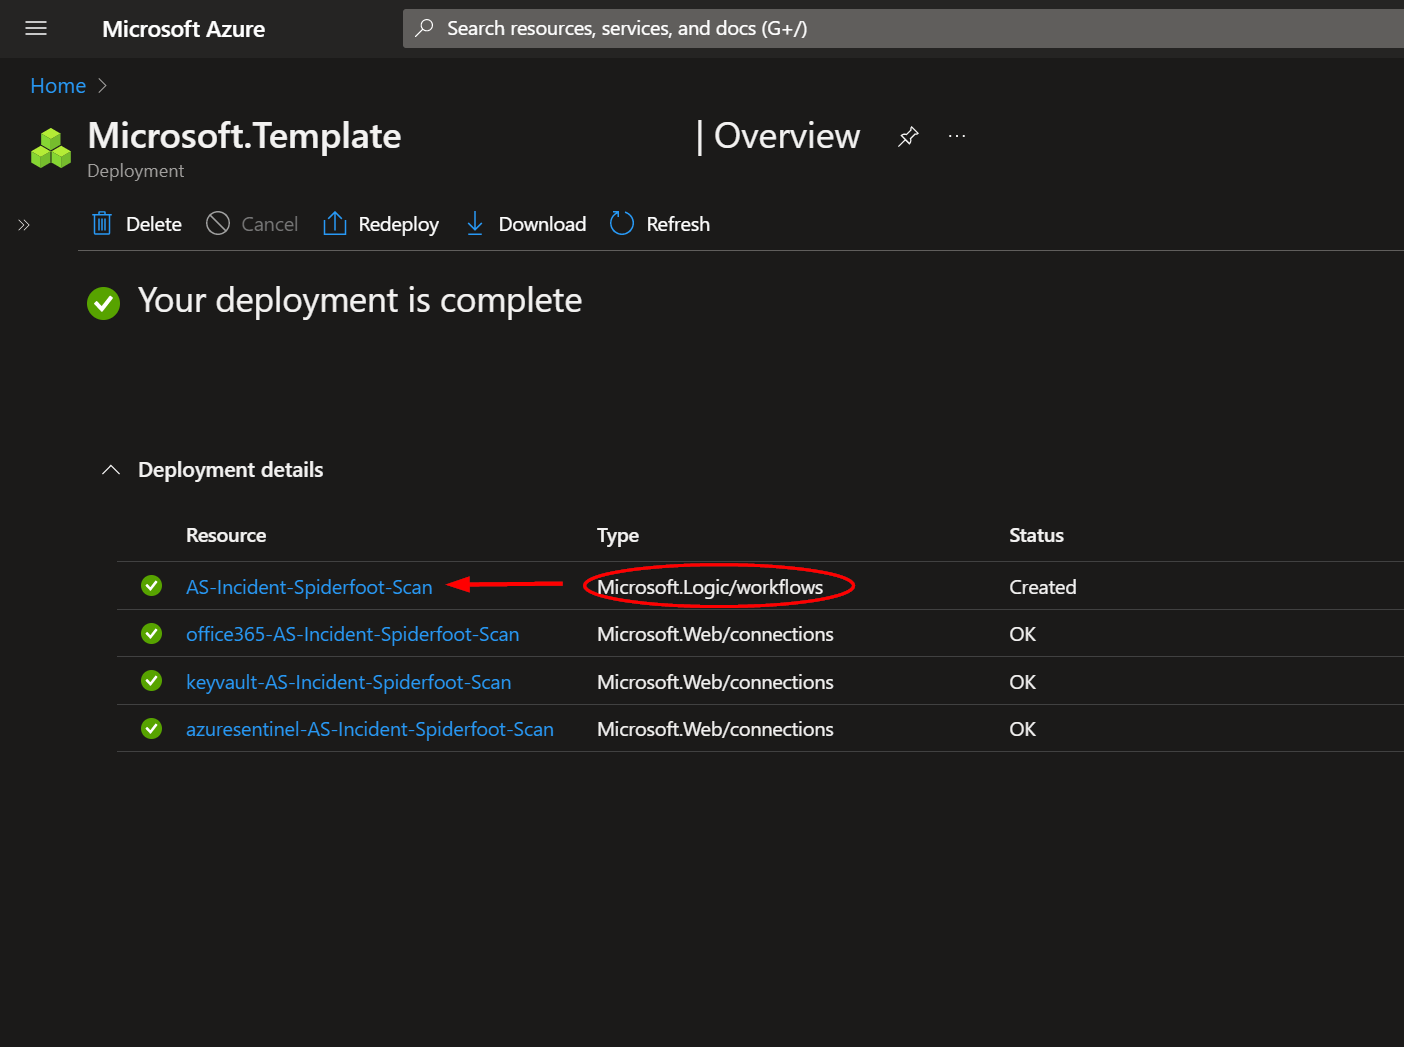 Microsoft Azure
Search resources, services, and docs (G+/)
Home
Microsoft.Template | Overview
Deployment
Delete Cancel Redeploy Download Refresh
Your deployment is complete
Deployment details
Resource Type Status
AS-Incident-Spiderfoot-Scan Microsoft.Logic/workflows Created
office365-AS-Incident-Spiderfoot-Scan Microsoft.Web/connections OK
keyvault-AS-Incident-Spiderfoot-Scan Microsoft.Web/connections OK
azuresentinel-AS-Incident-Spiderfoot-Scan Microsoft.Web/connections OK